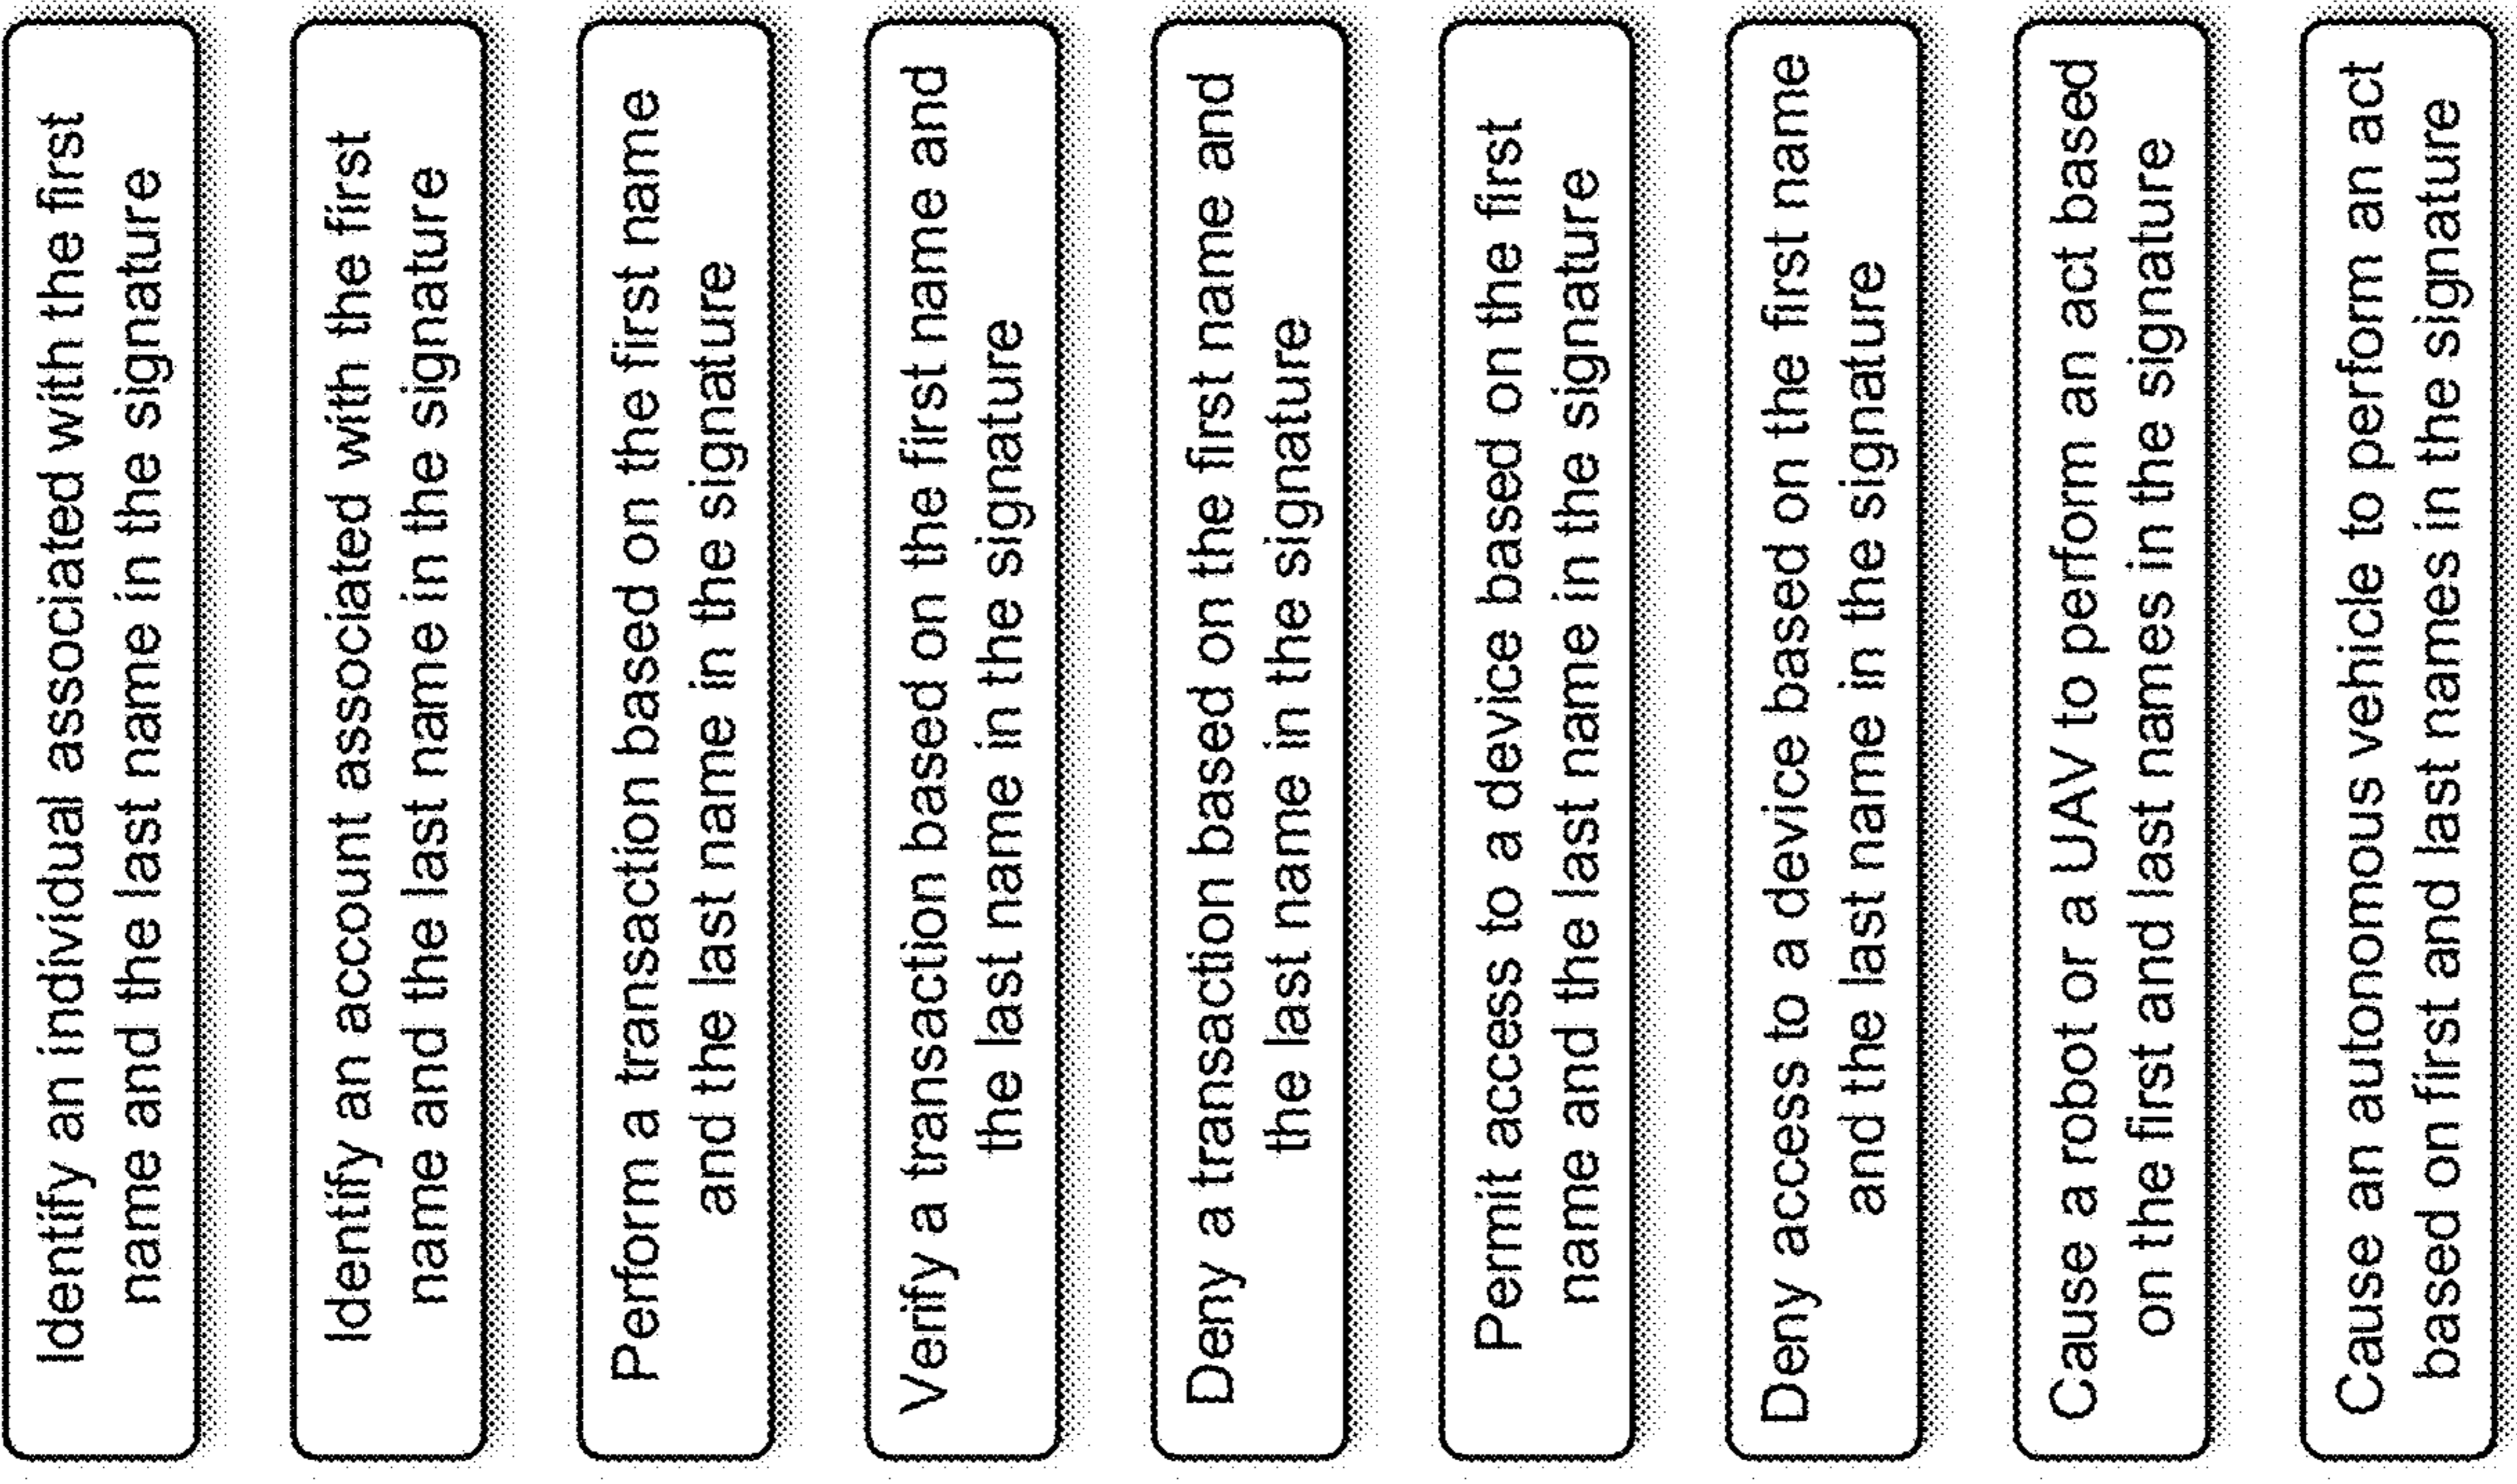 Identify an individual associated with the first
name and the last name in the signature
Identify an account associated with the first
name and the last name in the signature
Perform a transaction based on the first name
and the last name in the signature
Verify a transaction based on the first name and
the last name in the signature
Deny a transaction based on the first name and
the last name in the signature
Permit access to a device based on the first
name and the last name in the signature
Deny access to a device based on the first name
and the last name in the signature
Cause a robot or a UAV to perform an act based
on the first and last names in the signature
Cause an autonomous vehicle to perform an act
based on first and last names in the signature